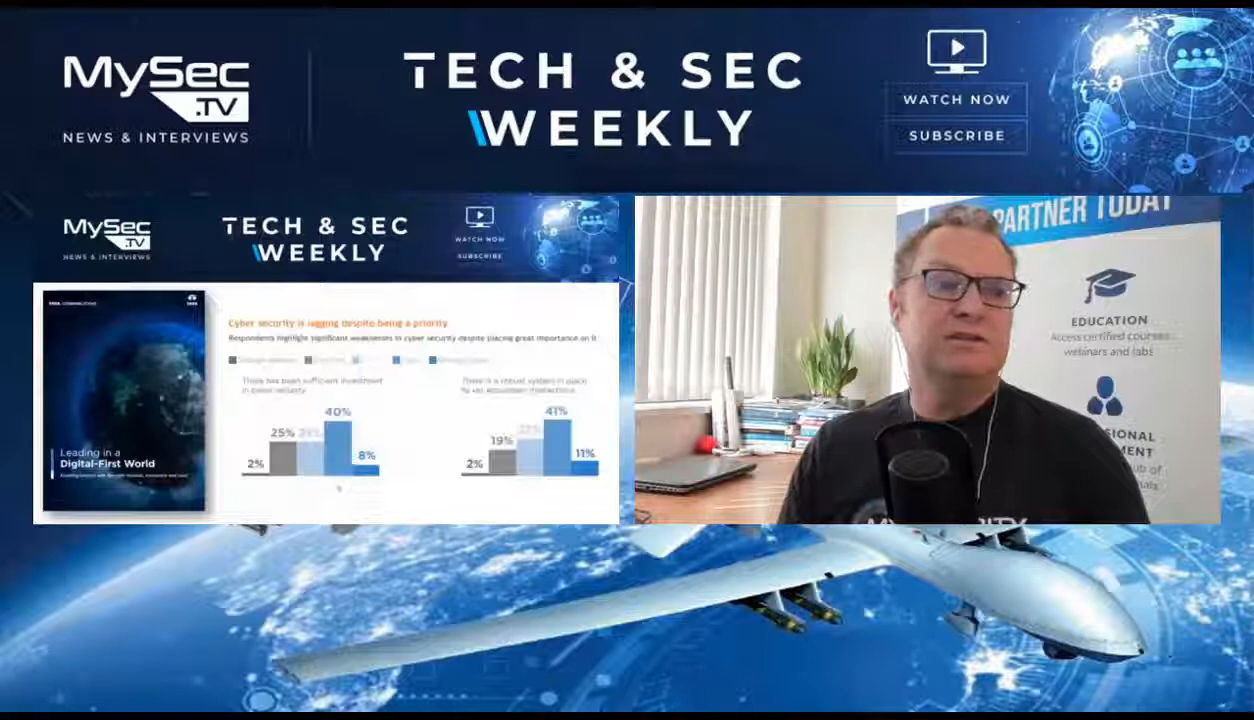 MySec
.TV
NEWS & INTERVIEWS
TECH & SEC
WEEKLY
WATCH NOW
SUBSCRIBE
MySec
.TV
NEWS & INTERVIEWS
TECH & SEC
WEEKLY
WATCH NOW
SUBSCRIBE
TATA
Leading in a
Digital-First World
Cyber security is lagging despite being a priority
Respondents highlight significant weaknesses in cyber security despite placing great importance on it
There has been sufficient investment
in cyber security
2%
25%
40%
8%
There is a robust system in place
2%
19%
41%
11%
PARTNER TODAY
EDUCATION
Access certified courses
webinars and labs